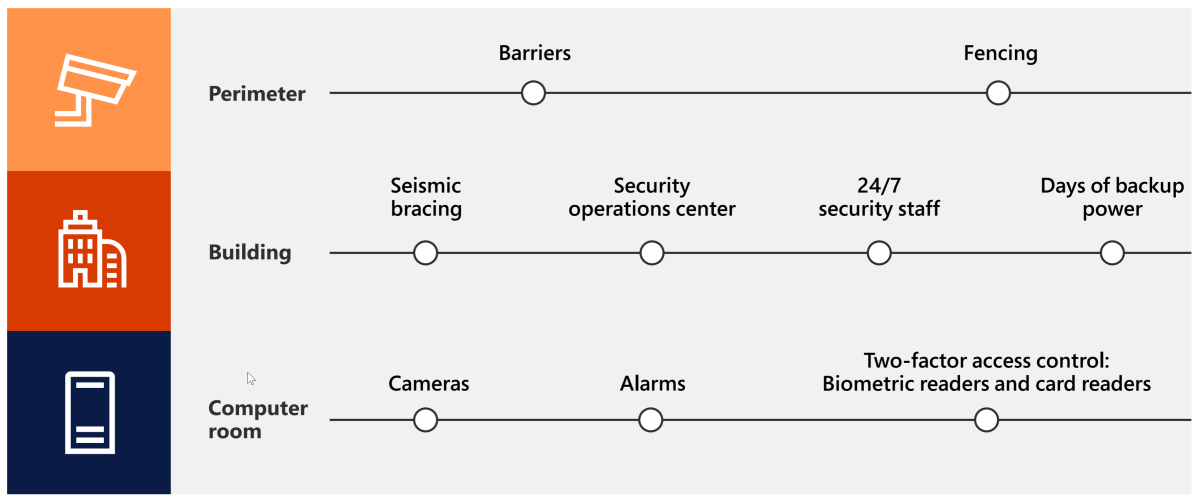 Barriers
Fencing
Perimeter
Seismic
bracing
Security
operations center
24/7
security staff
Days of backup
power
Building
Cameras
Alarms
Two-factor access control:
Biometric readers and card readers
Computer
room